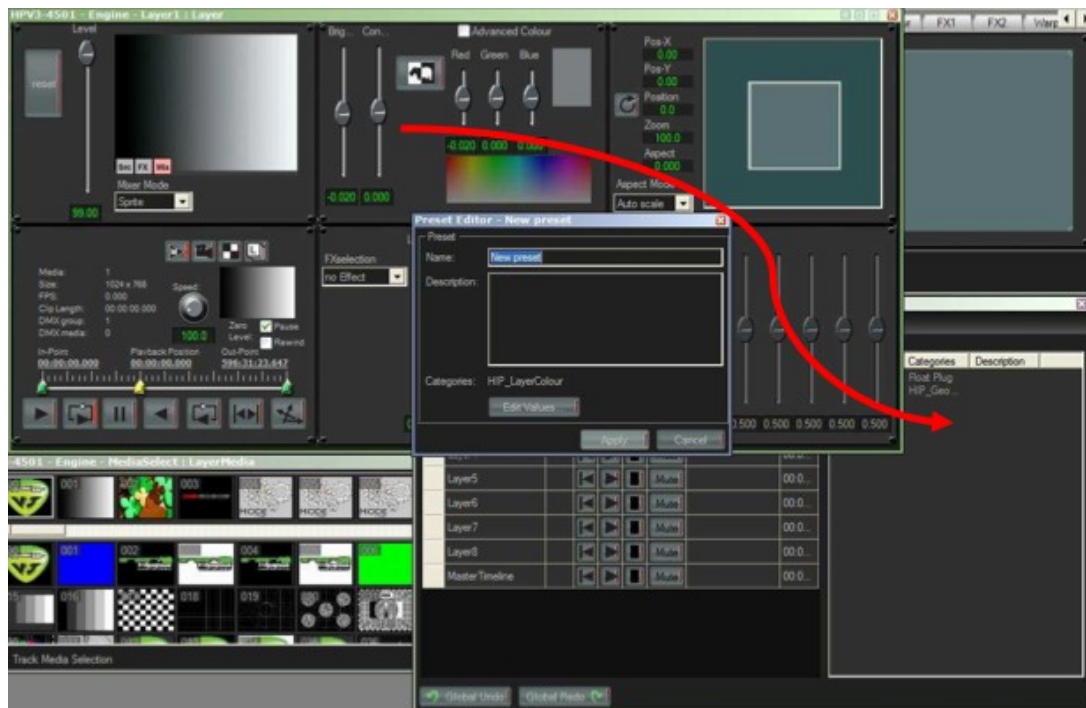 HPV3-4501 - Engine - Layer1 : Layer
Level
reset
Src FX Mix
Mixer Mode
Sprite
99.00
Brig... Con...
Advanced Colour
Red Green Blue
-0.020 0.000 0.000
-0.020 0.000
Pos-X
0.00
Pos-Y
0.00
Position
0.0
Zoom
100.0
Aspect
0.000
Aspect Mode
Auto scale
FX1 FX2 Warp
Media: 1
Size: 1024 x 768
FPS: 0.000
Clip Length: 00:00:00.000
DMX group: 1
DMX media: 0
Speed:
100.0
Zero Level:
Pause
Rewind
In-Point Playback Position Out-Point
00:00:00.000 00:00:00.000 596:31:23.647
FXselection
no Effect
0.500 0.500 0.500 0.500 0.500
Preset Editor - New preset
Preset
Name: New preset
Description:
Categories: HIP_LayerColour
Edit Values
Apply Cancel
Categories Description
Float Plug
HIP_Geo...
-4501 - Engine - MediaSelect : LayerMedia
001 003
001 002 004
016 018 019
Track Media Selection
00:0...
Layer5 Mute 00:0...
Layer6 Mute 00:0...
Layer7 Mute 00:0...
Layer8 Mute 00:0...
MasterTimeline Mute 00:0...
Global Undo Global Redo